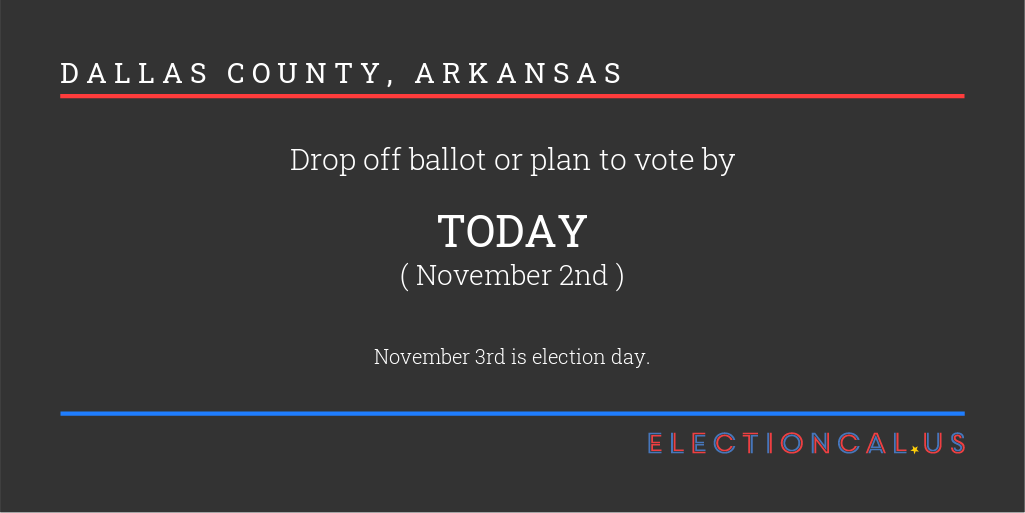 DALLAS COUNTY, ARKANSAS
Drop off ballot or plan to vote by
TODAY
( November 2nd )
November 3rd is election day.
ELECTIONCAL.US